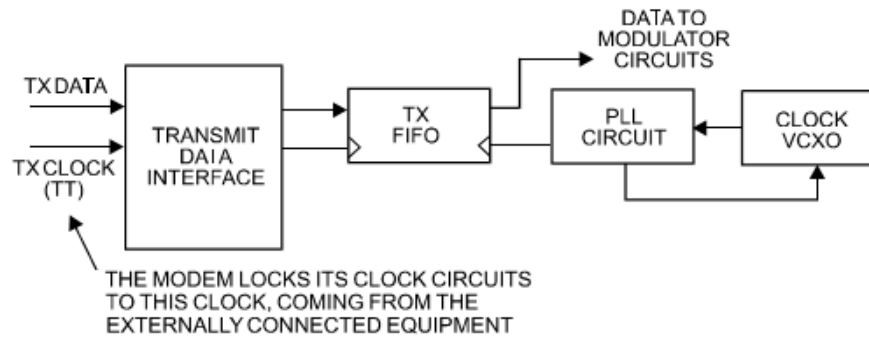 DATA TO
MODULATOR
CIRCUITS
TX DATA
TX CLOCK
(TT)
TRANSMIT
DAIA
INTERFACE
TX
FIFO
PLL
CIRCUIT
CLOCK
VCXO
THE MODEM LOCKS ITS CLOCK CIRCUITS
TO THIS CLOCK, COMING FROM THE
EXTERNALLY CONNECTED EQUIPMENT